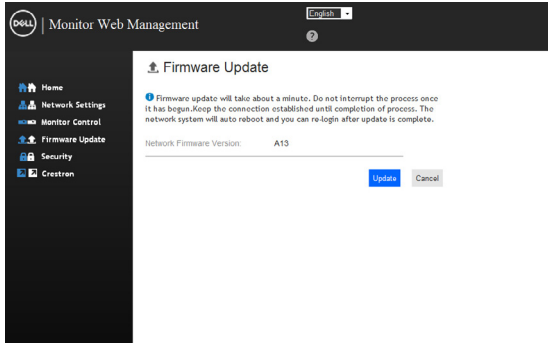 English
DELL | Monitor Web Management
?
Firmware Update
Home
Network Settings
Monitor Control
Firmware Update
Security
Crestron
Firmware update will take about a minute. Do not interrupt the process once
it has begun.Keep the connection established until completion of process. The
network system will auto reboot and you can re-login after update is complete.
Network Firmware Version: A13
Update Cancel